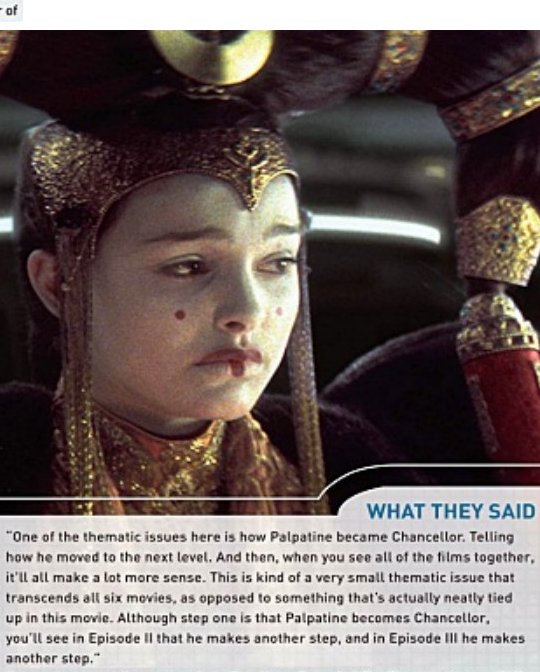 of
WHAT THEY SAID
"One of the thematic issues here is how Palpatine became Chancellor. Telling
how he moved to the next level. And then, when you see all of the films together,
it'll all make a lot more sense. This is kind of a very small thematic issue that
transcends all six movies, as opposed to something that's actually neatly tied
up in this movie. Although step one is that Palpatine becomes Chancellor,
you'll see in Episode II that he makes another step, and in Episode III he makes
another step."